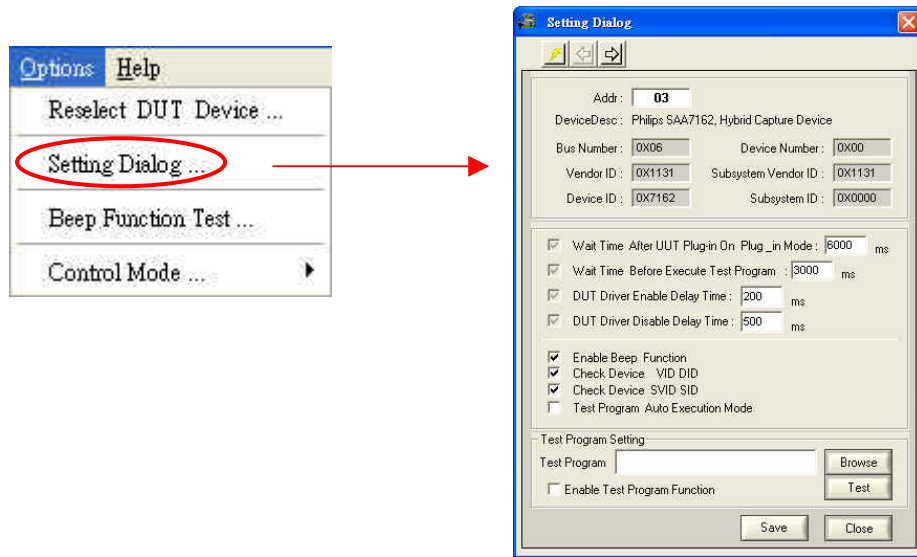 Options Help
Reselect DUT Device ...
Setting Dialog ...
Beep Function Test ...
Control Mode ...
Setting Dialog
Addr : 03
DeviceDesc : Philips SAA7162, Hybrid Capture Device
Bus Number : 0X06 Device Number : 0X00
Vendor ID : 0X1131 Subsystem Vendor ID : 0X1131
Device ID : 0X7162 Subsystem ID : 0X0000
Wait Time After UUT Plug-in On Plug_in Mode : 6000 ms
Wait Time Before Execute Test Program : 3000 ms
DUT Driver Enable Delay Time : 200 ms
DUT Driver Disable Delay Time : 500 ms
Enable Beep Function
Check Device VID DID
Check Device SVID SID
Test Program Auto Execution Mode
Test Program Setting
Test Program Browse
Enable Test Program Function Test
Save Close